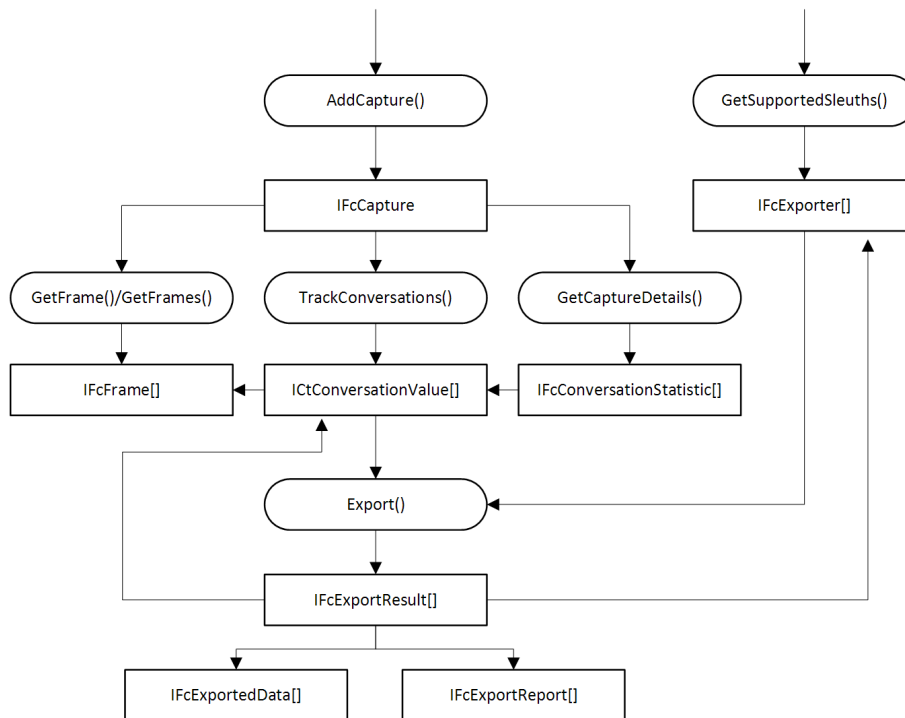 AddCapture()
GetSupportedSleuths()
IFcCapture
IFcExporter[]
GetFrame()/GetFrames()
TrackConversations()
GetCaptureDetails()
IFcFrame[]
ICtConversationValue[]
IFcConversationStatistic[]
Export()
IFcExportResult[]
IFcExportedData[]
IFcExportReport[]